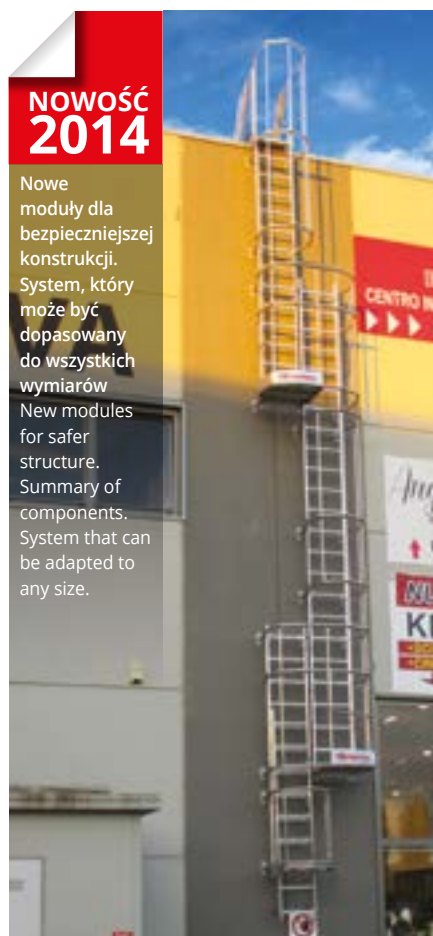 NOWOŚĆ
2014
Nowe
moduły dla
bezpieczniejszej
konstrukcji.
System, który
może być
dopasowany
do wszystkich
wymiarów
New modules
for safer
structure.
Summary of
components.
System that can
be adapted to
any size.
VA
CENTRO